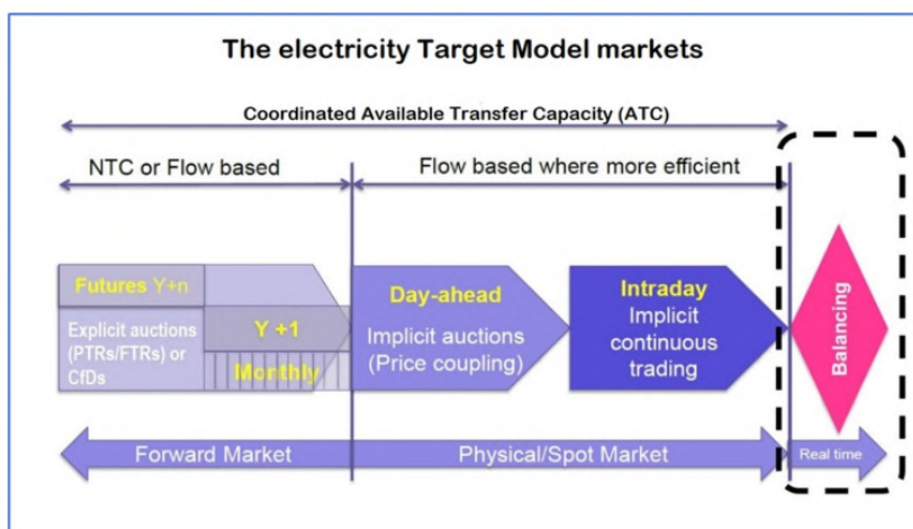 The electricity Target Model markets
Coordinated Available Transfer Capacity (ATC)
NTC or Flow based
Flow based where more efficient
Futures Y+n
Explicit auctions
(PTRs/FTRs) or
CfDs
Y +1
Monthly
Day-ahead
Implicit auctions
(Price coupling)
Intraday
Implicit
continuous
trading
Balancing
Forward Market
Physical/Spot Market
Real time